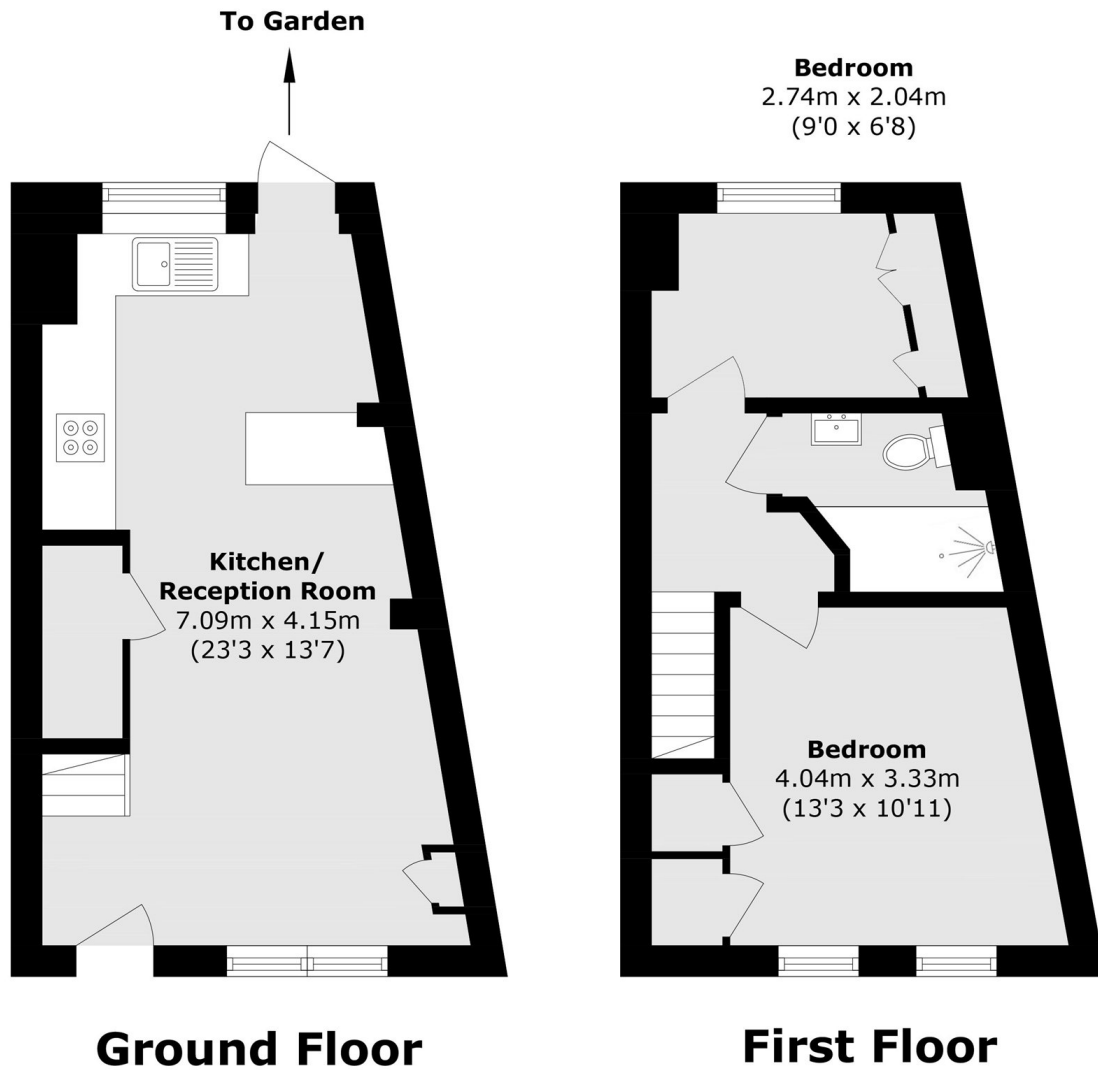 To Garden
Bedroom
2.74m x 2.04m
(9'0 x 6'8)
Kitchen/
Reception Room
7.09m x 4.15m
(23'3 x 13'7)
Bedroom
4.04m x 3.33m
(13'3 x 10'11)
Ground Floor
First Floor